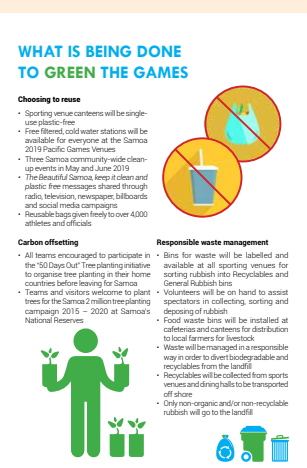 WHAT IS BEING DONE
TO GREEN THE GAMES
Choosing to reuse
• Sporting venue canteens will be single-
use plastic-free
• Free filtered, cold water stations will be
available for everyone at the Samoa
2019 Pacific Games Venues
• Three Samoa community-wide clean-
up events in May and June 2019
• The Beautiful Samoa, keep it clean and
plastic free messages shared through
radio, television, newspaper, billboards
and social media campaigns
• Reusable bags given freely to over 4,000
athletes and officials
Carbon offsetting
• All teams encouraged to participate in
the "50 Days Out" Tree planting initiative
to organise tree planting in their home
countries before leaving for Samoa
• Teams and visitors welcome to plant
trees for the Samoa 2 million tree planting
campaign 2015 – 2020 at Samoa's
National Reserves
Responsible waste management
• Bins for waste will be labelled and
available at all sporting venues for
sorting rubbish into Recyclables and
General Rubbish bins
• Volunteers will be on hand to assist
spectators in collecting, sorting and
deposing of rubbish
• Food waste bins will be installed at
cafeterias and canteens for distribution
to local farmers for livestock
• Waste will be managed in a responsible
way in order to divert biodegradable and
recyclables from the landfill
• Recyclables will be collected from sports
venues and dining halls to be transported
off shore
• Only non-organic and/or non-recyclable
rubbish will go to the landfill